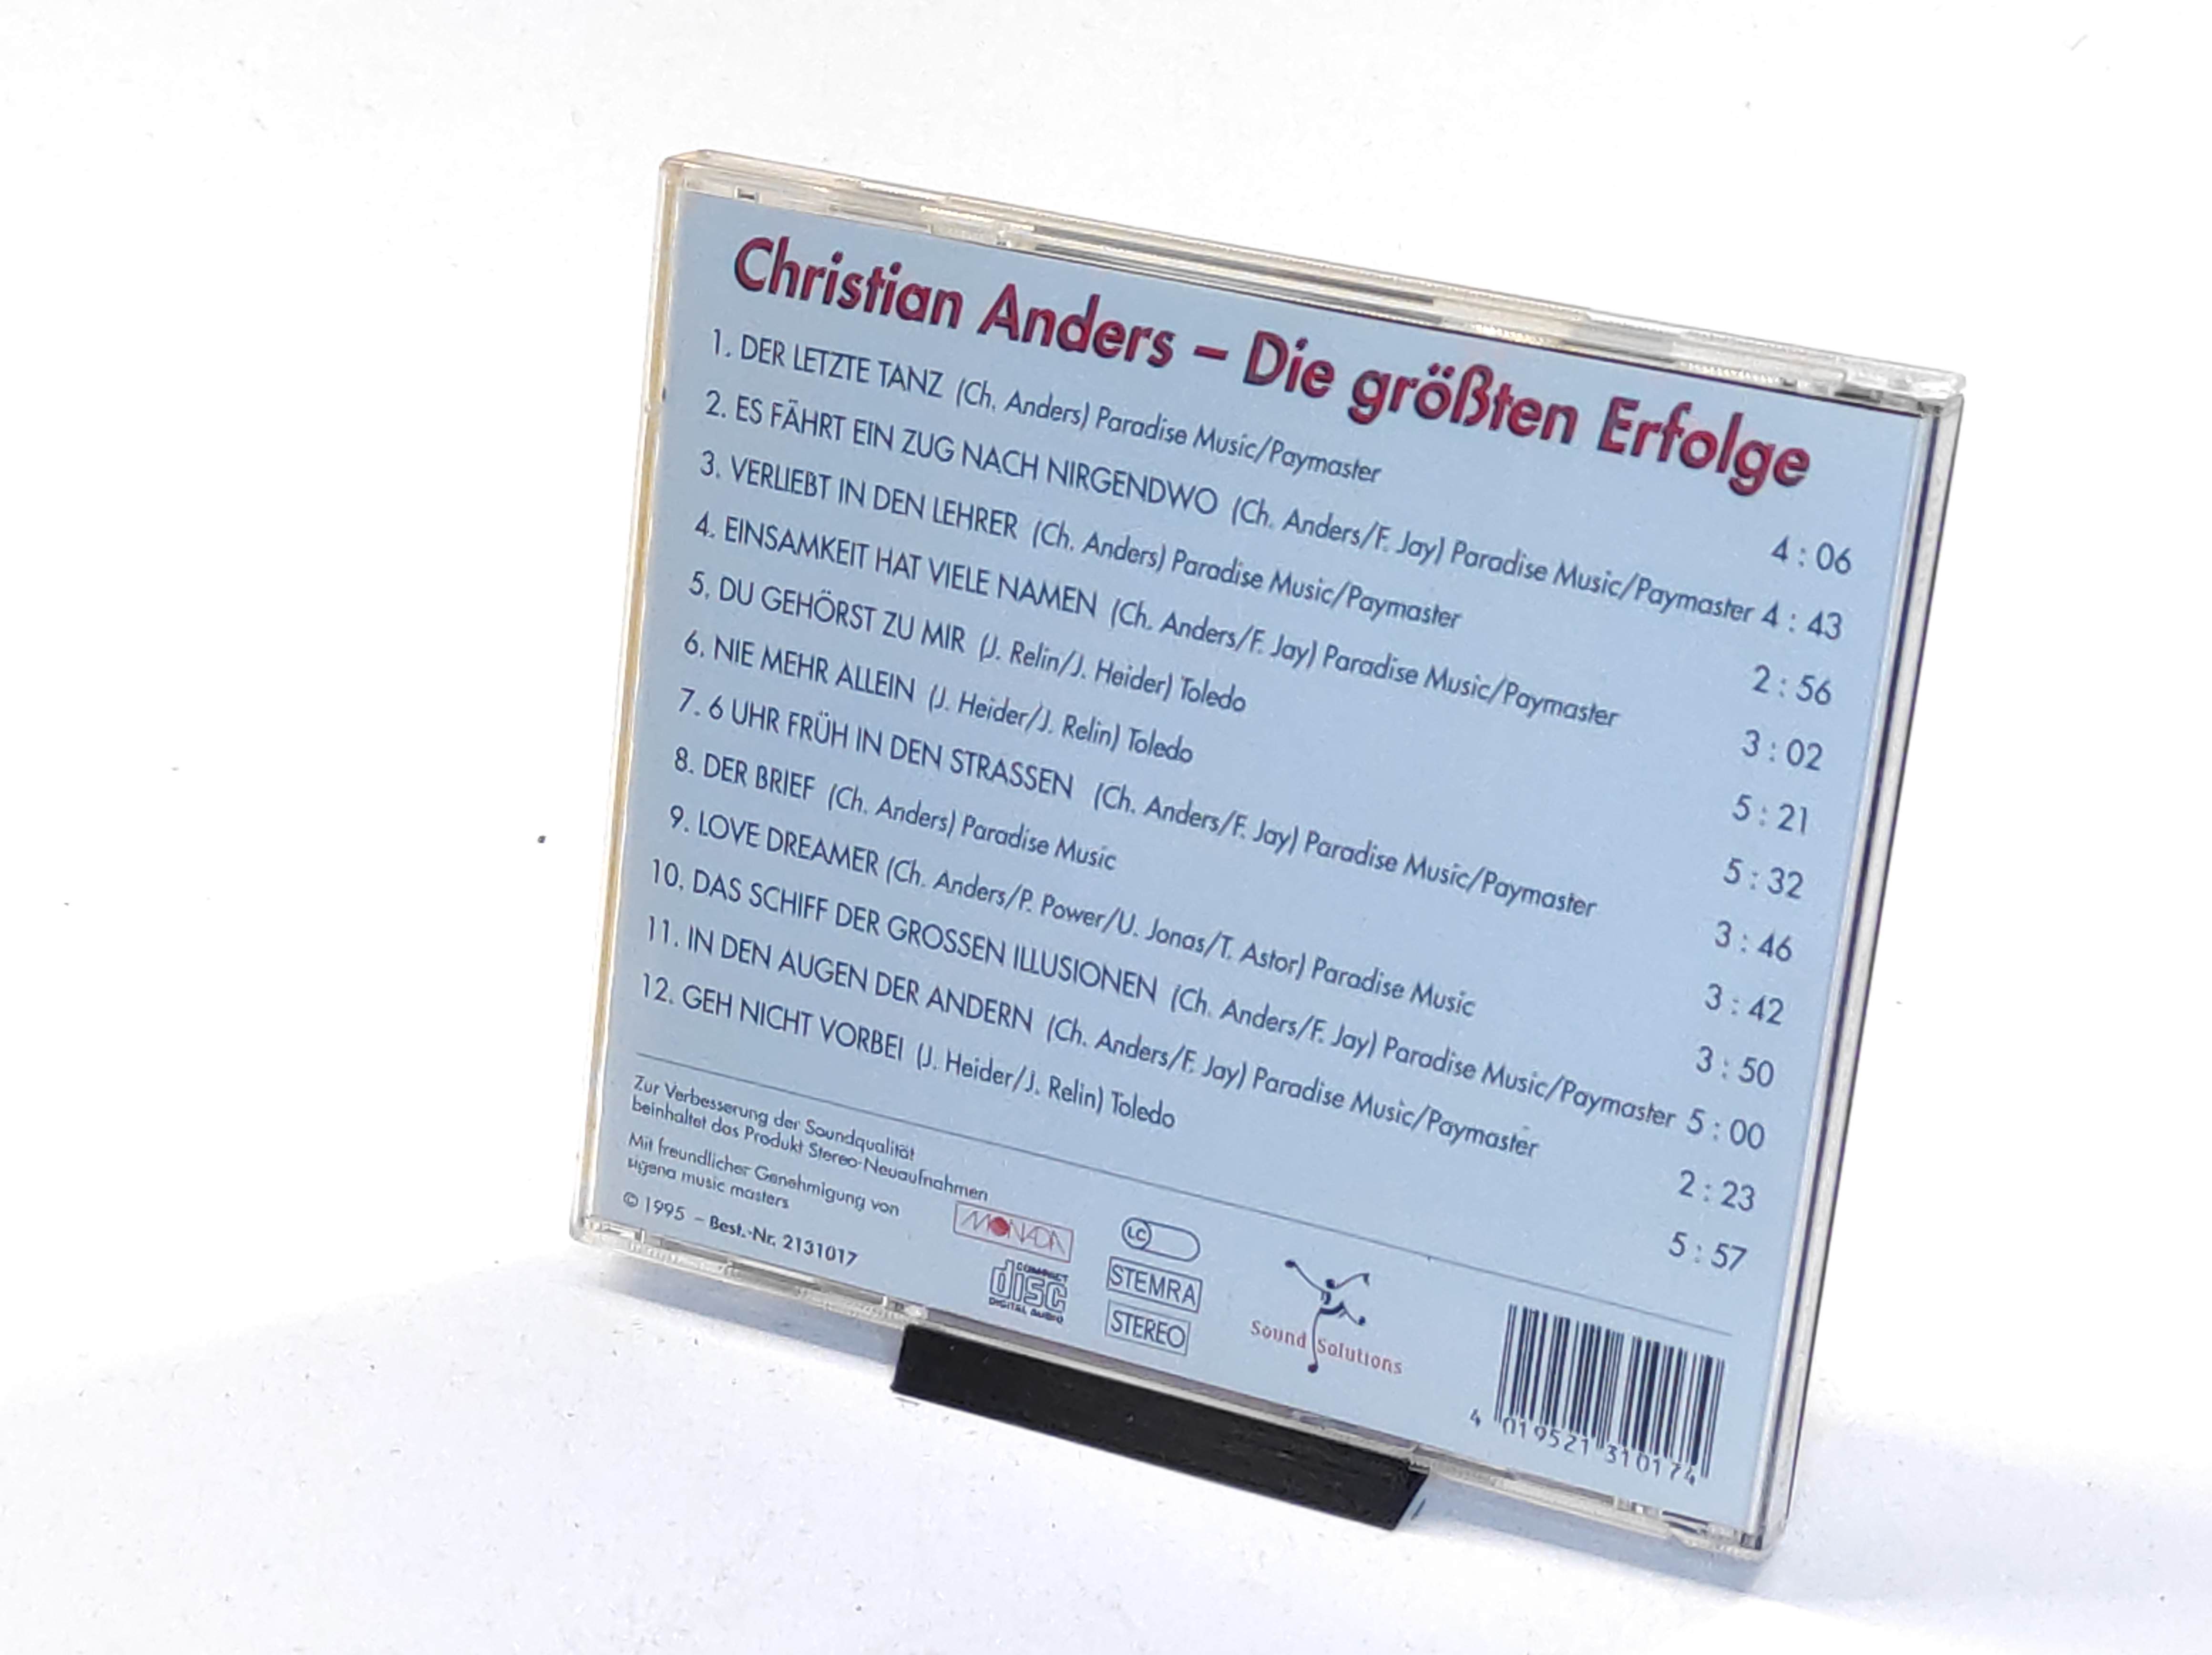 Christian Anders – Die größten Erfolge
1. DER LETZTE TANZ (Ch. Anders) Paradise Music/Paymaster 4 : 06
2. ES FÄHRT EIN ZUG NACH NIRGENDWO (Ch. Anders/F. Jay) Paradise Music/Paymaster 4 : 43
3. VERLIEBT IN DEN LEHRER (Ch. Anders) Paradise Music/Paymaster 2 : 56
4. EINSAMKEIT HAT VIELE NAMEN (Ch. Anders/F. Jay) Paradise Music/Paymaster 3 : 02
5. DU GEHÖRST ZU MIR (J. Relin/J. Heider) Toledo 5 : 21
6. NIE MEHR ALLEIN (J. Heider/J. Relin) Toledo 5 : 32
7. 6 UHR FRÜH IN DEN STRASSEN (Ch. Anders/F. Jay) Paradise Music/Paymaster 3 : 46
8. DER BRIEF (Ch. Anders) Paradise Music 3 : 42
9. LOVE DREAMER (Ch. Anders/P. Power/U. Jonas/T. Astor) Paradise Music 3 : 50
10. DAS SCHIFF DER GROSSEN ILLUSIONEN (Ch. Anders/F. Jay) Paradise Music/Paymaster 5 : 00
11. IN DEN AUGEN DER ANDERN (Ch. Anders/F. Jay) Paradise Music/Paymaster 2 : 23
12. GEH NICHT VORBEI (J. Heider/J. Relin) Toledo 5 : 57
Zur Verbesserung der Soundqualität
beinhaltet das Produkt Stereo-Neuaufnahmen
Mit freundlicher Genehmigung von
music masters
© 1995 – Best.-Nr. 2131017
MONADA
COMPACT
disc
DIGITAL AUDIO
LC
STEMRA
STEREO
Sound Solutions
4 019521 310174